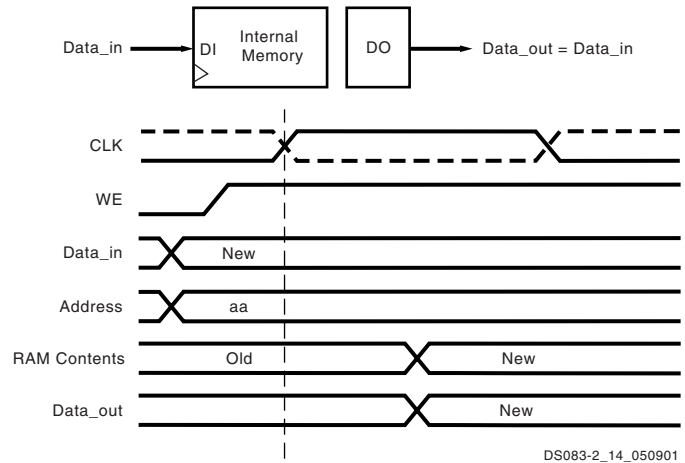 Data_in
DI
Internal
Memory
DO
Data_out = Data_in
CLK
WE
Data_in
New
Address
aa
RAM Contents
Old
New
Data_out
New
DS083-2_14_050901